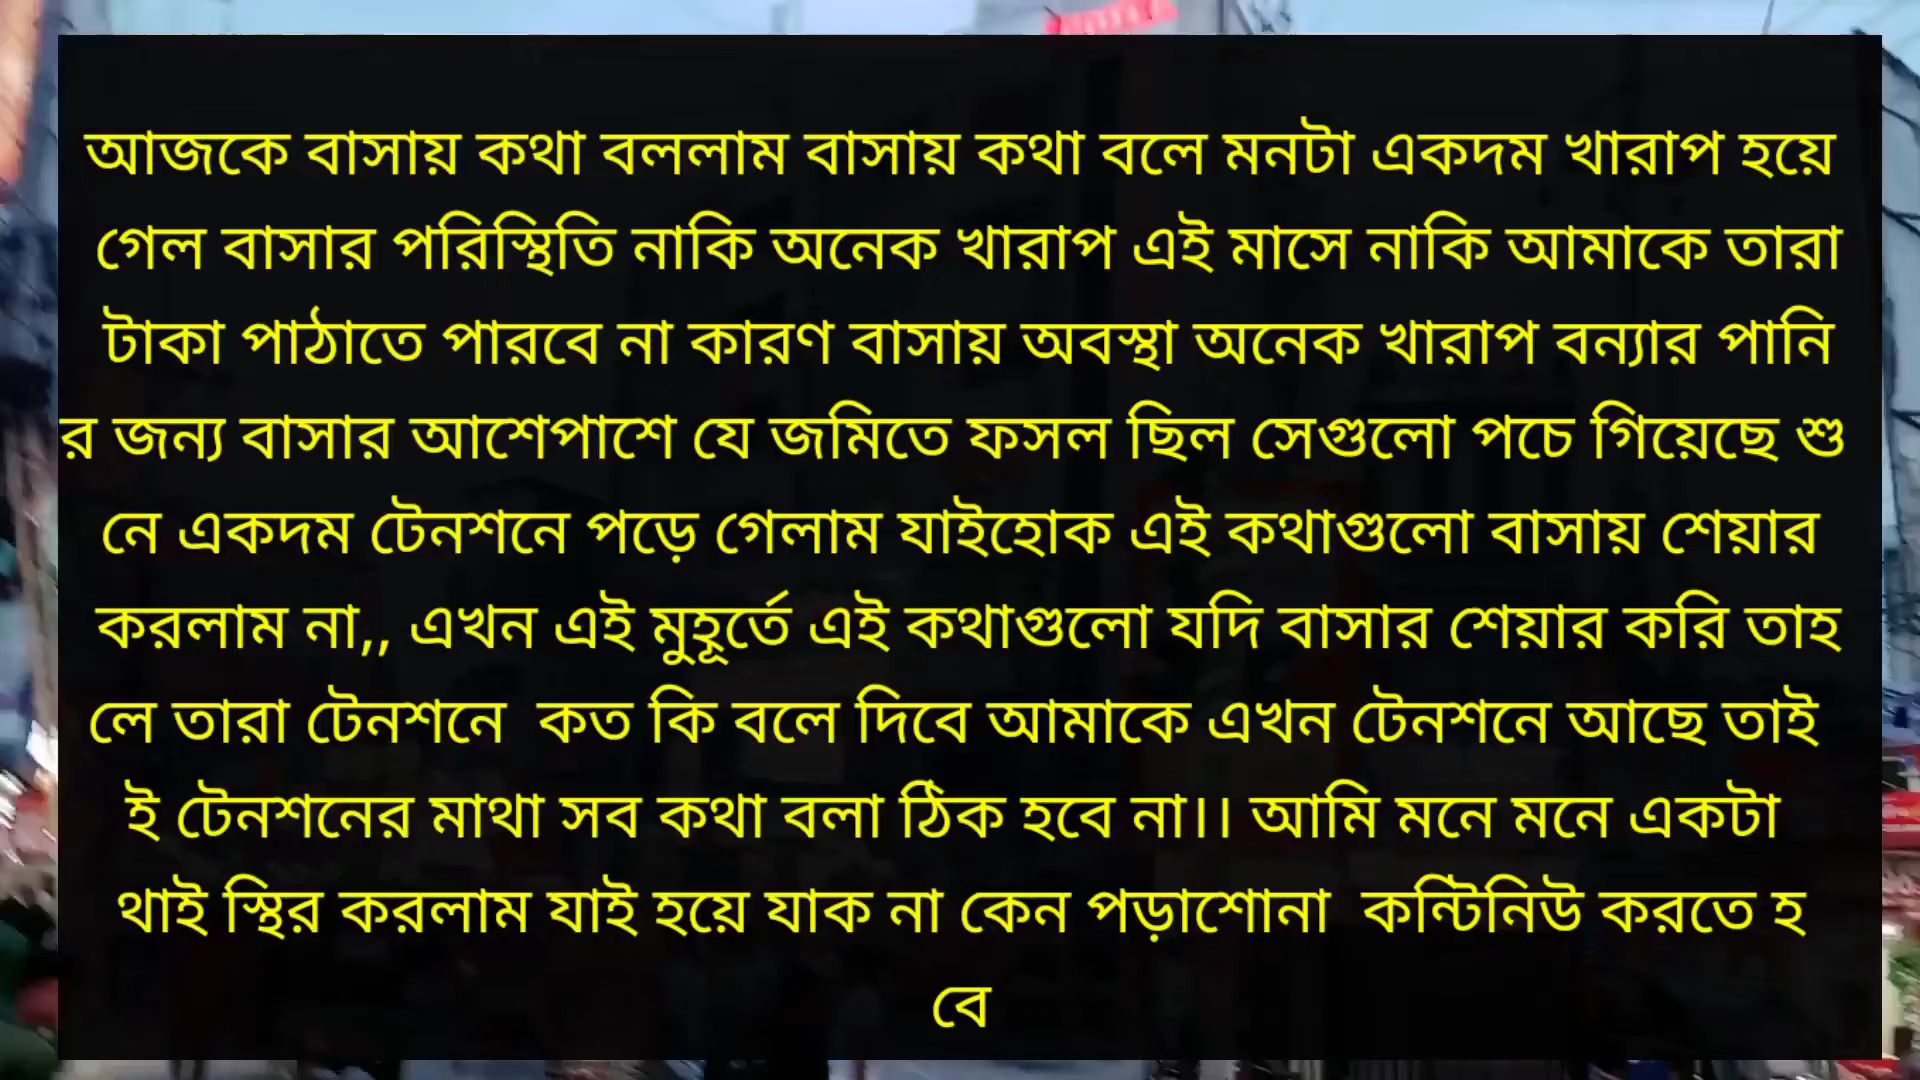 আজকে বাসায় কথা বললাম বাসায় কথা বলে মনটা একদম খারাপ হয়ে
গেল বাসার পরিস্থিতি নাকি অনেক খারাপ এই মাসে নাকি আমাকে তারা
টাকা পাঠাতে পারবে না কারণ বাসায় অবস্থা অনেক খারাপ বন্যার পানি
র জন্য বাসার আশেপাশে যে জমিতে ফসল ছিল সেগুলো পচে গিয়েছে শু
নে একদম টেনশনে পড়ে গেলাম যাইহোক এই কথাগুলো বাসায় শেয়ার
করলাম না,, এখন এই মুহূর্তে এই কথাগুলো যদি বাসার শেয়ার করি তাহ
লে তারা টেনশনে  কত কি বলে দিবে আমাকে এখন টেনশনে আছে তাই
ই টেনশনের মাথা সব কথা বলা ঠিক হবে না।। আমি মনে মনে একটা
থাই স্থির করলাম যাই হয়ে যাক না কেন পড়াশোনা  কন্টিনিউ করতে হ
বে